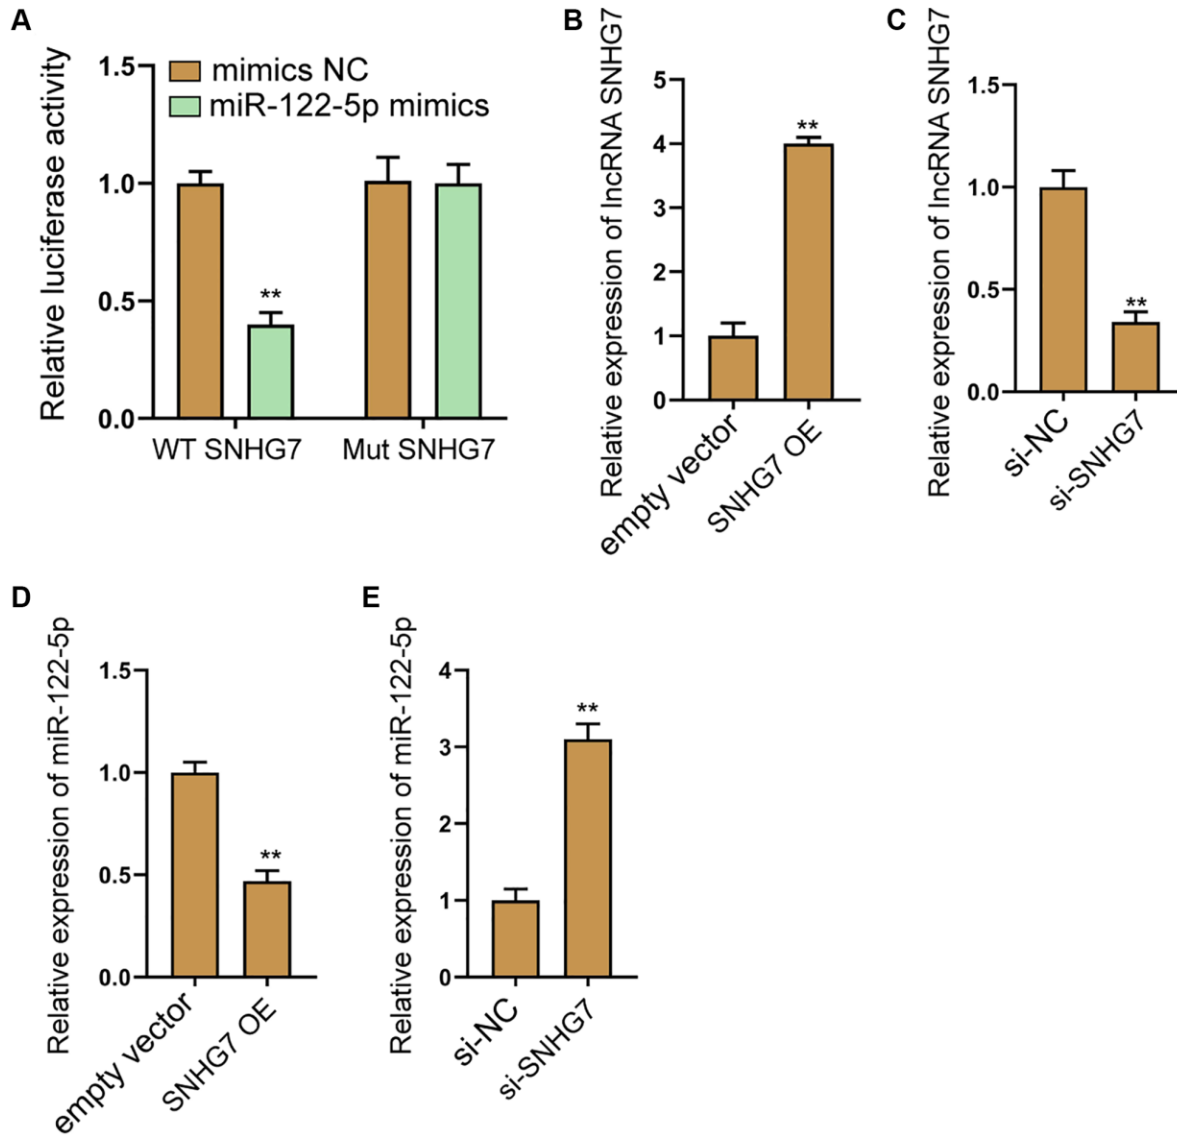 A
Relative luciferase activity
1.5
1.0
0.5
0.0
mimics NC
miR-122-5p mimics
**
WT SNHG7
Mut SNHG7
B
Relative expression of lncRNA SNHG7
5
4
3
2
1
0
**
empty vector
SNHG7 OE
C
Relative expression of lncRNA SNHG7
1.5
1.0
0.5
0.0
**
si-NC
si-SNHG7
D
Relative expression of miR-122-5p
1.5
1.0
0.5
0.0
**
empty vector
SNHG7 OE
E
Relative expression of miR-122-5p
4
3
2
1
0
**
si-NC
si-SNHG7